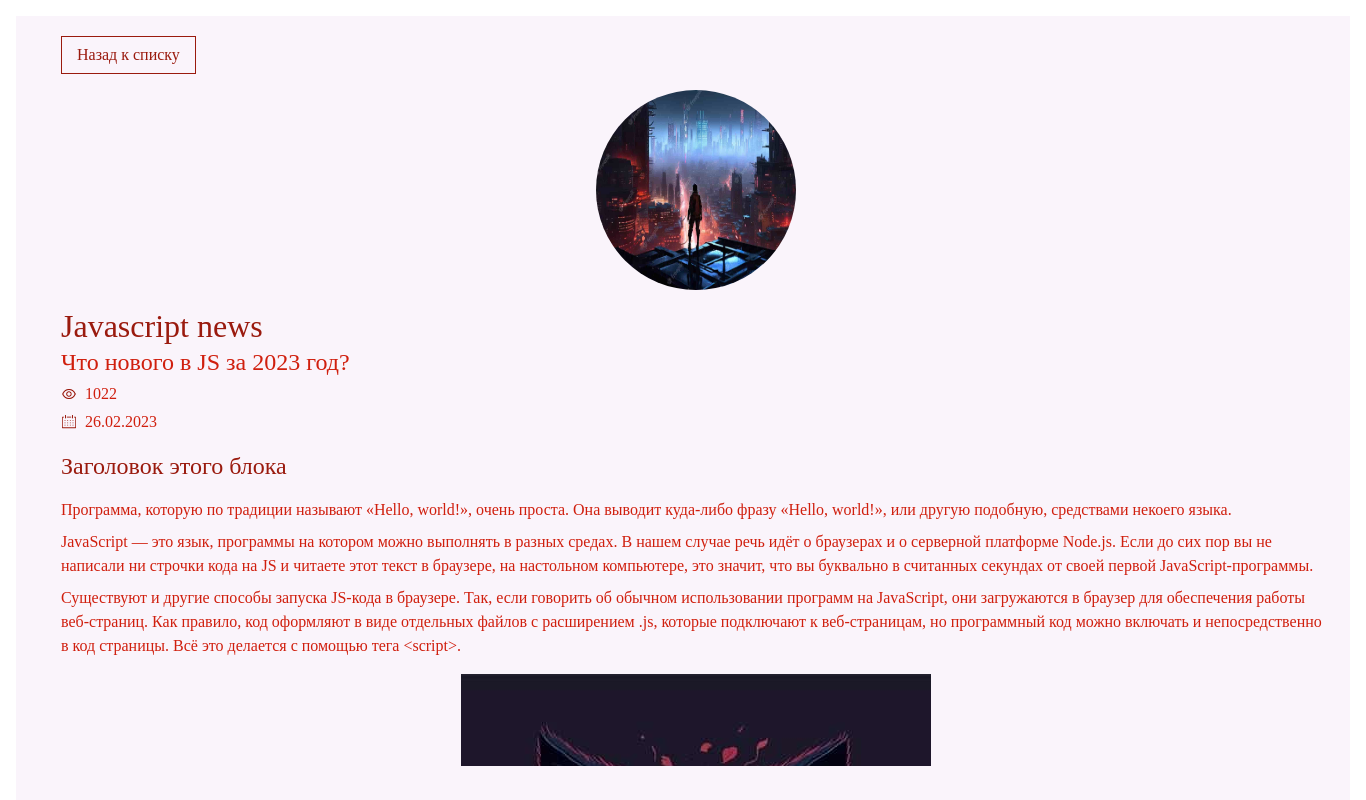 Назад к списку
Javascript news
Что нового в JS за 2023 год?
1022
26.02.2023
Заголовок этого блока
Программа, которую по традиции называют «Hello, world!», очень проста. Она выводит куда-либо фразу «Hello, world!», или другую подобную, средствами некоего языка.
JavaScript — это язык, программы на котором можно выполнять в разных средах. В нашем случае речь идёт о браузерах и о серверной платформе Node.js. Если до сих пор вы не
написали ни строчки кода на JS и читаете этот текст в браузере, на настольном компьютере, это значит, что вы буквально в считанных секундах от своей первой JavaScript-программы.
Существуют и другие способы запуска JS-кода в браузере. Так, если говорить об обычном использовании программ на JavaScript, они загружаются в браузер для обеспечения работы
веб-страниц. Как правило, код оформляют в виде отдельных файлов с расширением .js, которые подключают к веб-страницам, но программный код можно включать и непосредственно
в код страницы. Всё это делается с помощью тега <script>.